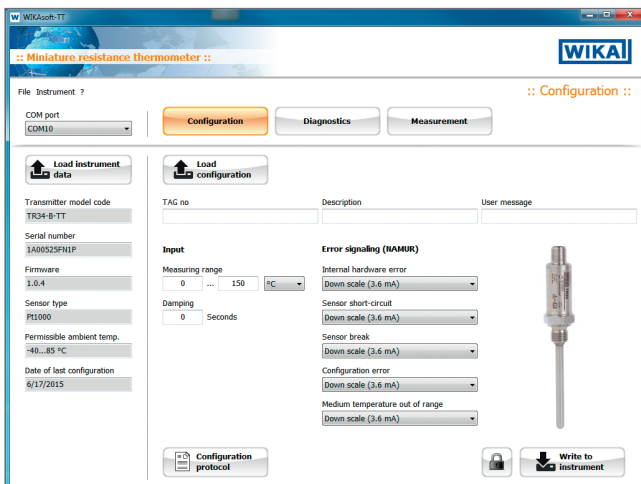 W WIKAsoft-TT
:: Miniature resistance thermometer ::
WIKA
File Instrument ?
:: Configuration ::
COM port
COM10
Configuration
Diagnostics
Measurement
Load instrument data
Load configuration
Transmitter model code
TR34-B-TT
TAG no
Description
User message
Serial number
1A00525FN1P
Input
Error signaling (NAMUR)
Firmware
1.0.4
Measuring range
0 ... 150 °C
Internal hardware error
Down scale (3.6 mA)
Sensor type
Pt1000
Damping
0 Seconds
Sensor short-circuit
Down scale (3.6 mA)
Permissible ambient temp.
-40...85 °C
Sensor break
Down scale (3.6 mA)
Date of last configuration
6/17/2015
Configuration error
Down scale (3.6 mA)
Medium temperature out of range
Down scale (3.6 mA)
Configuration protocol
Write to instrument